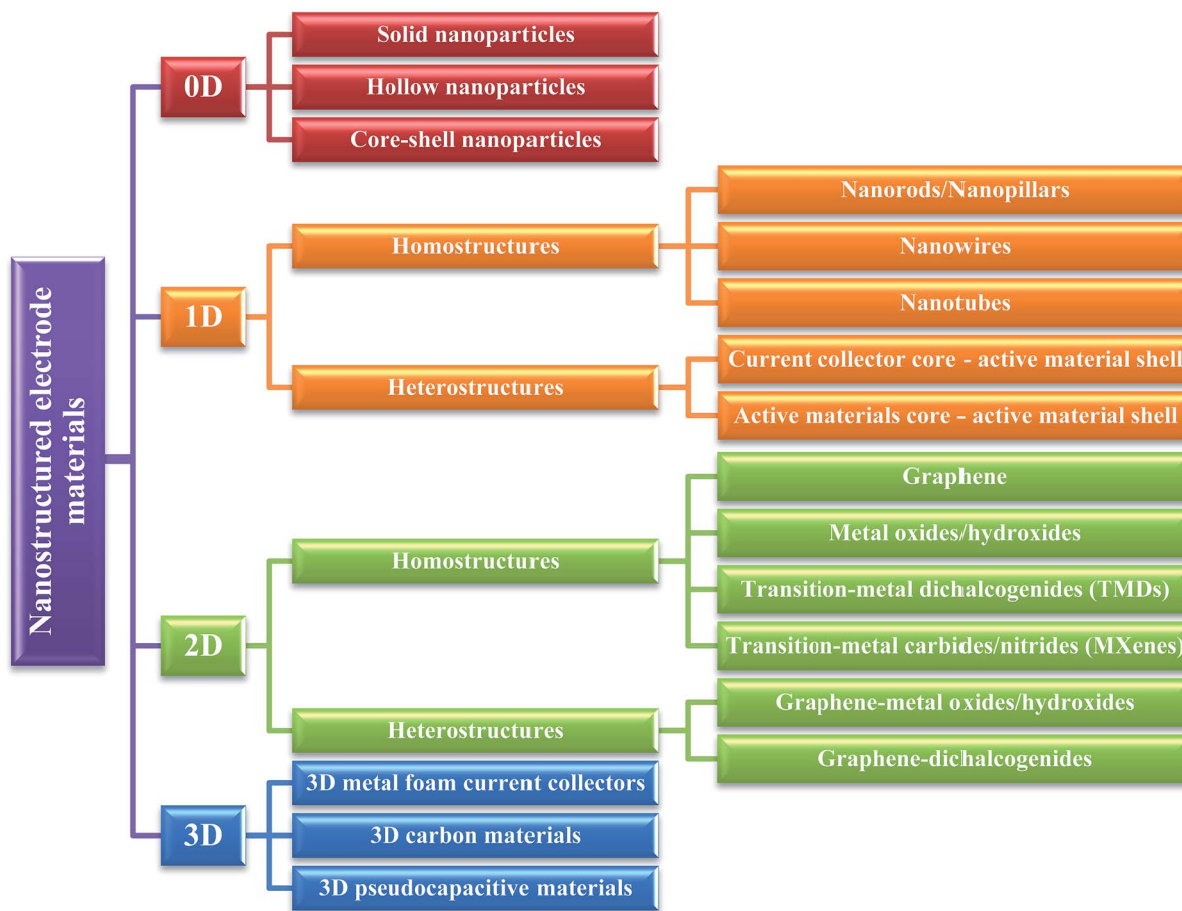 Nanostructured electrode
materials
0D
Solid nanoparticles
Hollow nanoparticles
Core-shell nanoparticles
1D
Homostructures
Nanorods/Nanopillars
Nanowires
Nanotubes
Heterostructures
Current collector core – active material shell
Active materials core – active material shell
2D
Homostructures
Graphene
Metal oxides/hydroxides
Transition-metal dichalcogenides (TMDs)
Transition-metal carbides/nitrides (MXenes)
Heterostructures
Graphene-metal oxides/hydroxides
Graphene-dichalcogenides
3D
3D metal foam current collectors
3D carbon materials
3D pseudocapacitive materials